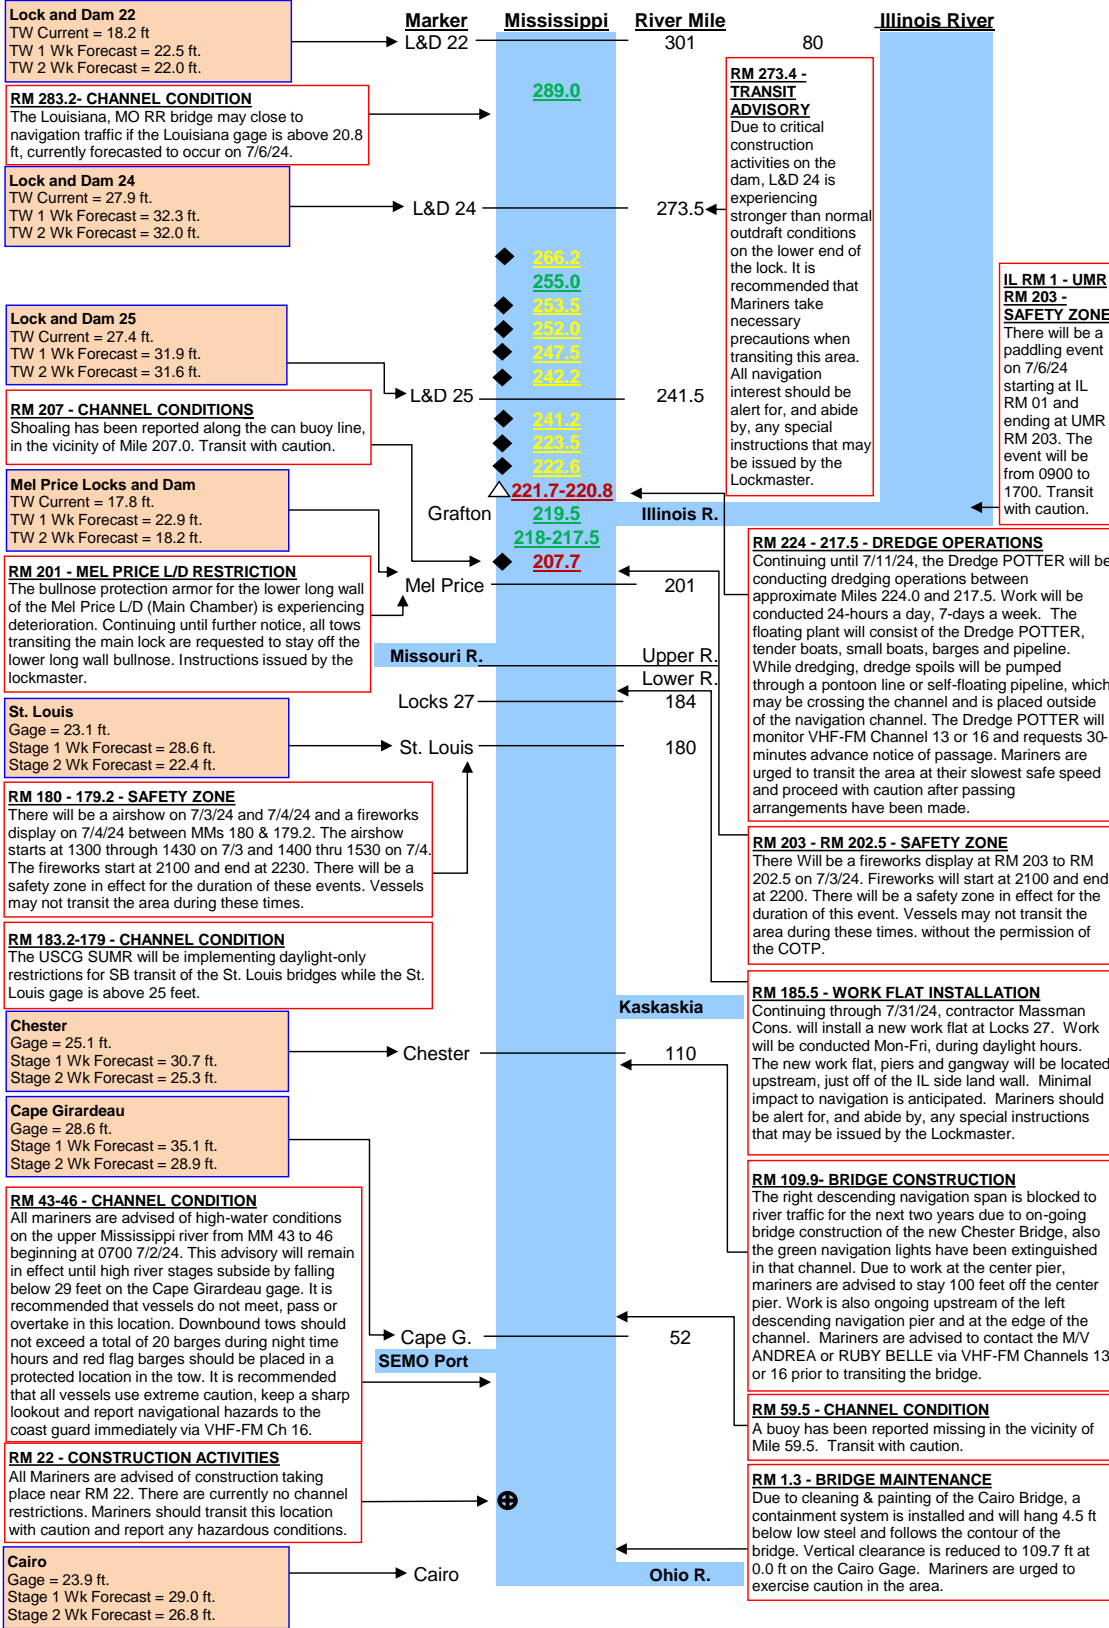 Lock and Dam 22
TW Current = 18.2 ft
TW 1 Wk Forecast = 22.5 ft.
TW 2 Wk Forecast = 22.0 ft.
Marker
Mississippi
River Mile
Illinois River
L&D 22
301
80
RM 283.2- CHANNEL CONDITION
The Louisiana, MO RR bridge may close to
navigation traffic if the Louisiana gage is above 20.8
ft, currently forecasted to occur on 7/6/24.
289.0
RM 273.4 -
TRANSIT
ADVISORY
Due to critical
construction
activities on the
dam, L&D 24 is
experiencing
stronger than normal
outdraft conditions
on the lower end of
the lock. It is
recommended that
Mariners take
necessary
precautions when
transiting this area.
All navigation
interest should be
alert for, and abide
by, any special
instructions that may
be issued by the
Lockmaster.
Lock and Dam 24
TW Current = 27.9 ft.
TW 1 Wk Forecast = 32.3 ft.
TW 2 Wk Forecast = 32.0 ft.
L&D 24
273.5
266.2
255.0
253.5
252.0
247.5
242.2
IL RM 1 - UMR
RM 203 -
SAFETY ZONE
There will be a
paddling event
on 7/6/24
starting at IL
RM 01 and
ending at UMR
RM 203. The
event will be
from 0900 to
1700. Transit
with caution.
Lock and Dam 25
TW Current = 27.4 ft.
TW 1 Wk Forecast = 31.9 ft.
TW 2 Wk Forecast = 31.6 ft.
L&D 25
241.5
RM 207 - CHANNEL CONDITIONS
Shoaling has been reported along the can buoy line,
in the vicinity of Mile 207.0. Transit with caution.
241.2
223.5
222.6
221.7-220.8
Grafton
219.5
Illinois R.
218-217.5
207.7
Mel Price Locks and Dam
TW Current = 17.8 ft.
TW 1 Wk Forecast = 22.9 ft.
TW 2 Wk Forecast = 18.2 ft.
Mel Price
201
RM 224 - 217.5 - DREDGE OPERATIONS
Continuing until 7/11/24, the Dredge POTTER will be
conducting dredging operations between
approximate Miles 224.0 and 217.5. Work will be
conducted 24-hours a day, 7-days a week. The
floating plant will consist of the Dredge POTTER,
tender boats, small boats, barges and pipeline.
While dredging, dredge spoils will be pumped
through a pontoon line or self-floating pipeline, which
may be crossing the channel and is placed outside
of the navigation channel. The Dredge POTTER will
monitor VHF-FM Channel 13 or 16 and requests 30-
minutes advance notice of passage. Mariners are
urged to transit the area at their slowest safe speed
and proceed with caution after passing
arrangements have been made.
RM 201 - MEL PRICE L/D RESTRICTION
The bullnose protection armor for the lower long wall
of the Mel Price L/D (Main Chamber) is experiencing
deterioration. Continuing until further notice, all tows
transiting the main lock are requested to stay off the
lower long wall bullnose. Instructions issued by the
lockmaster.
Missouri R.
Upper R.
Lower R.
Locks 27
184
St. Louis
Gage = 23.1 ft.
Stage 1 Wk Forecast = 28.6 ft.
Stage 2 Wk Forecast = 22.4 ft.
St. Louis
180
RM 180 - 179.2 - SAFETY ZONE
There will be a airshow on 7/3/24 and 7/4/24 and a fireworks
display on 7/4/24 between MMs 180 & 179.2. The airshow
starts at 1300 through 1430 on 7/3 and 1400 thru 1530 on 7/4.
The fireworks start at 2100 and end at 2230. There will be a
safety zone in effect for the duration of these events. Vessels
may not transit the area during these times.
RM 203 - RM 202.5 - SAFETY ZONE
There Will be a fireworks display at RM 203 to RM
202.5 on 7/3/24. Fireworks will start at 2100 and end
at 2200. There will be a safety zone in effect for the
duration of this event. Vessels may not transit the
area during these times. without the permission of
the COTP.
RM 183.2-179 - CHANNEL CONDITION
The USCG SUMR will be implementing daylight-only
restrictions for SB transit of the St. Louis bridges while the St.
Louis gage is above 25 feet.
Kaskaskia
RM 185.5 - WORK FLAT INSTALLATION
Continuing through 7/31/24, contractor Massman
Cons. will install a new work flat at Locks 27. Work
will be conducted Mon-Fri, during daylight hours.
The new work flat, piers and gangway will be located
upstream, just off of the IL side land wall. Minimal
impact to navigation is anticipated. Mariners should
be alert for, and abide by, any special instructions
that may be issued by the Lockmaster.
Chester
Gage = 25.1 ft.
Stage 1 Wk Forecast = 30.7 ft.
Stage 2 Wk Forecast = 25.3 ft.
Chester
110
Cape Girardeau
Gage = 28.6 ft.
Stage 1 Wk Forecast = 35.1 ft.
Stage 2 Wk Forecast = 28.9 ft.
RM 109.9- BRIDGE CONSTRUCTION
The right descending navigation span is blocked to
river traffic for the next two years due to on-going
bridge construction of the new Chester Bridge, also
the green navigation lights have been extinguished
in that channel. Due to work at the center pier,
mariners are advised to stay 100 feet off the center
pier. Work is also ongoing upstream of the left
descending navigation pier and at the edge of the
channel. Mariners are advised to contact the M/V
ANDREA or RUBY BELLE via VHF-FM Channels 13
or 16 prior to transiting the bridge.
RM 43-46 - CHANNEL CONDITION
All mariners are advised of high-water conditions
on the upper Mississippi river from MM 43 to 46
beginning at 0700 7/2/24. This advisory will remain
in effect until high river stages subside by falling
below 29 feet on the Cape Girardeau gage. It is
recommended that vessels do not meet, pass or
overtake in this location. Downbound tows should
not exceed a total of 20 barges during night time
hours and red flag barges should be placed in a
protected location in the tow. It is recommended
that all vessels use extreme caution, keep a sharp
lookout and report navigational hazards to the
coast guard immediately via VHF-FM Ch 16.
Cape G.
52
SEMO Port
RM 59.5 - CHANNEL CONDITION
A buoy has been reported missing in the vicinity of
Mile 59.5. Transit with caution.
RM 22 - CONSTRUCTION ACTIVITIES
All Mariners are advised of construction taking
place near RM 22. There are currently no channel
restrictions. Mariners should transit this location
with caution and report any hazardous conditions.
RM 1.3 - BRIDGE MAINTENANCE
Due to cleaning & painting of the Cairo Bridge, a
containment system is installed and will hang 4.5 ft
below low steel and follows the contour of the
bridge. Vertical clearance is reduced to 109.7 ft at
0.0 ft on the Cairo Gage. Mariners are urged to
exercise caution in the area.
Cairo
Gage = 23.9 ft.
Stage 1 Wk Forecast = 29.0 ft.
Stage 2 Wk Forecast = 26.8 ft.
Cairo
Ohio R.